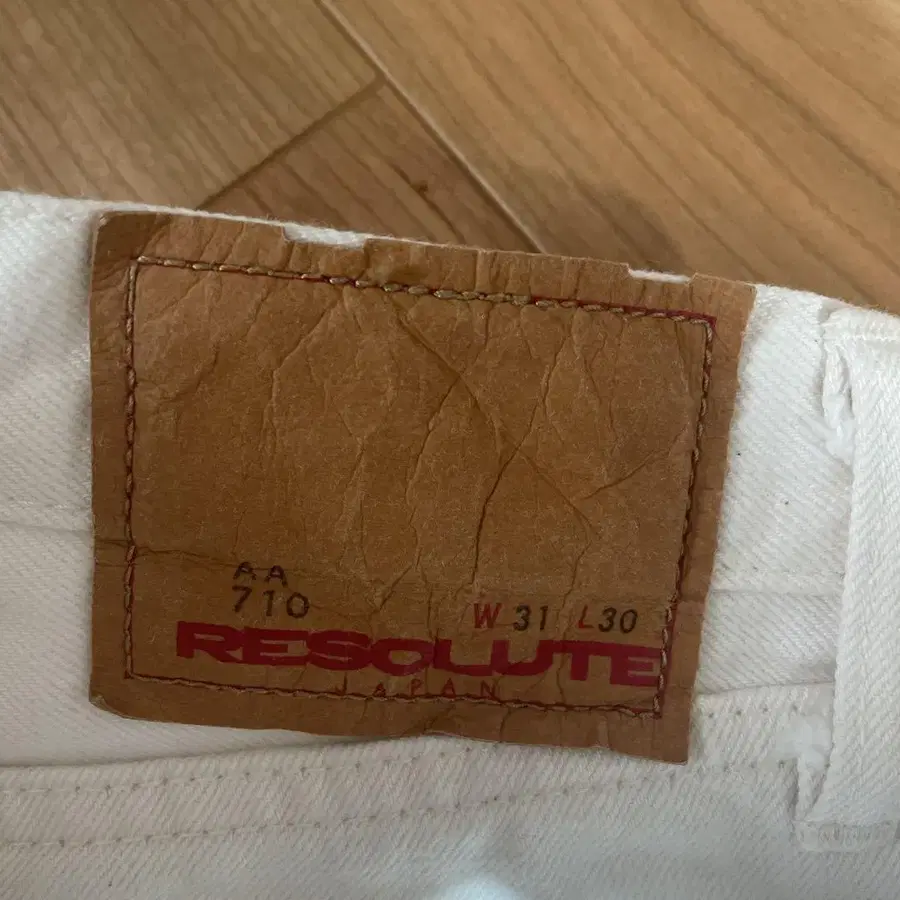 AA
710
W 31 L30
RESOLUTE
JAPAN